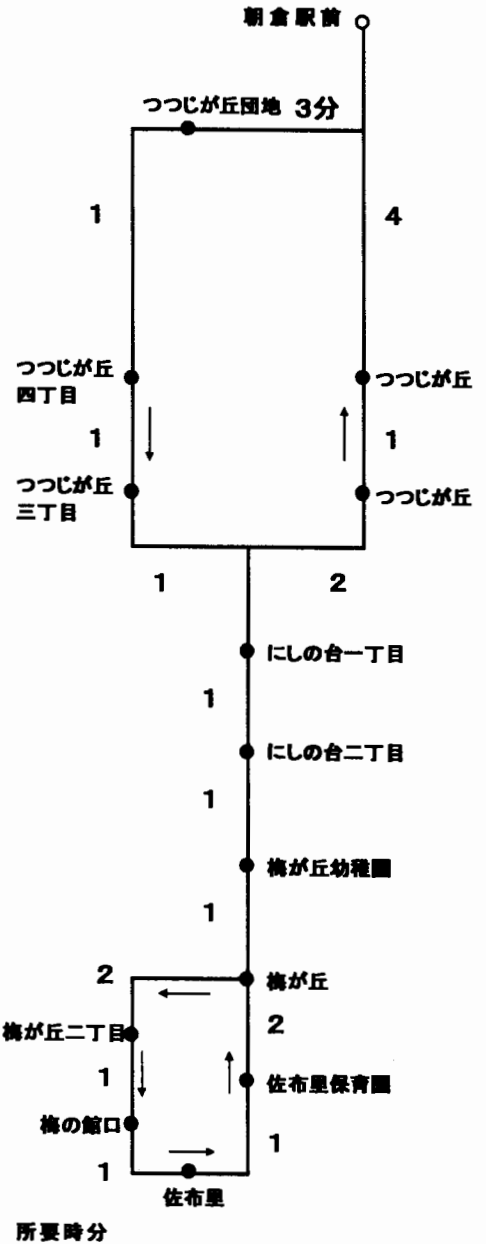 朝倉駅前
つつじが丘団地 3分
1
4
つつじが丘
四丁目
つつじが丘
1
1
つつじが丘
三丁目
つつじが丘
1
2
にしの台一丁目
1
にしの台二丁目
1
梅が丘幼稚園
1
2
梅が丘
2
梅が丘二丁目
1
佐布里保育園
梅の館口
1
1
佐布里
所要時分